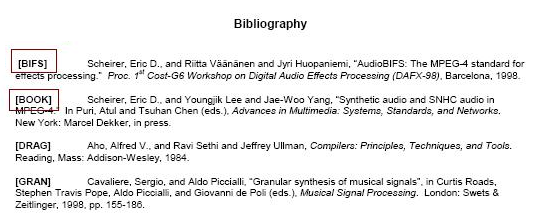 Bibliography
[BIFS] Scheirer, Eric D., and Riitta Väänänen and Jyri Huopaniemi, “AudioBIFS: The MPEG-4 standard for
effects processing.” Proc. 1st Cost-G6 Workshop on Digital Audio Effects Processing (DAFX-98), Barcelona, 1998.
[BOOK] Scheirer, Eric D., and Youngjik Lee and Jae-Woo Yang, “Synthetic audio and SNHC audio in
MPEG-4.” In Puri, Atul and Tsuhan Chen (eds.), Advances in Multimedia: Systems, Standards, and Networks.
New York: Marcel Dekker, in press.
[DRAG] Aho, Alfred V., and Ravi Sethi and Jeffrey Ullman, Compilers: Principles, Techniques, and Tools.
Reading, Mass: Addison-Wesley, 1984.
[GRAN] Cavaliere, Sergio, and Aldo Piccialli, “Granular synthesis of musical signals”, in Curtis Roads,
Stephen Travis Pope, Aldo Piccialli, and Giovanni de Poli (eds.), Musical Signal Processing. London: Swets &
Zeitlinger, 1998, pp. 155-186.